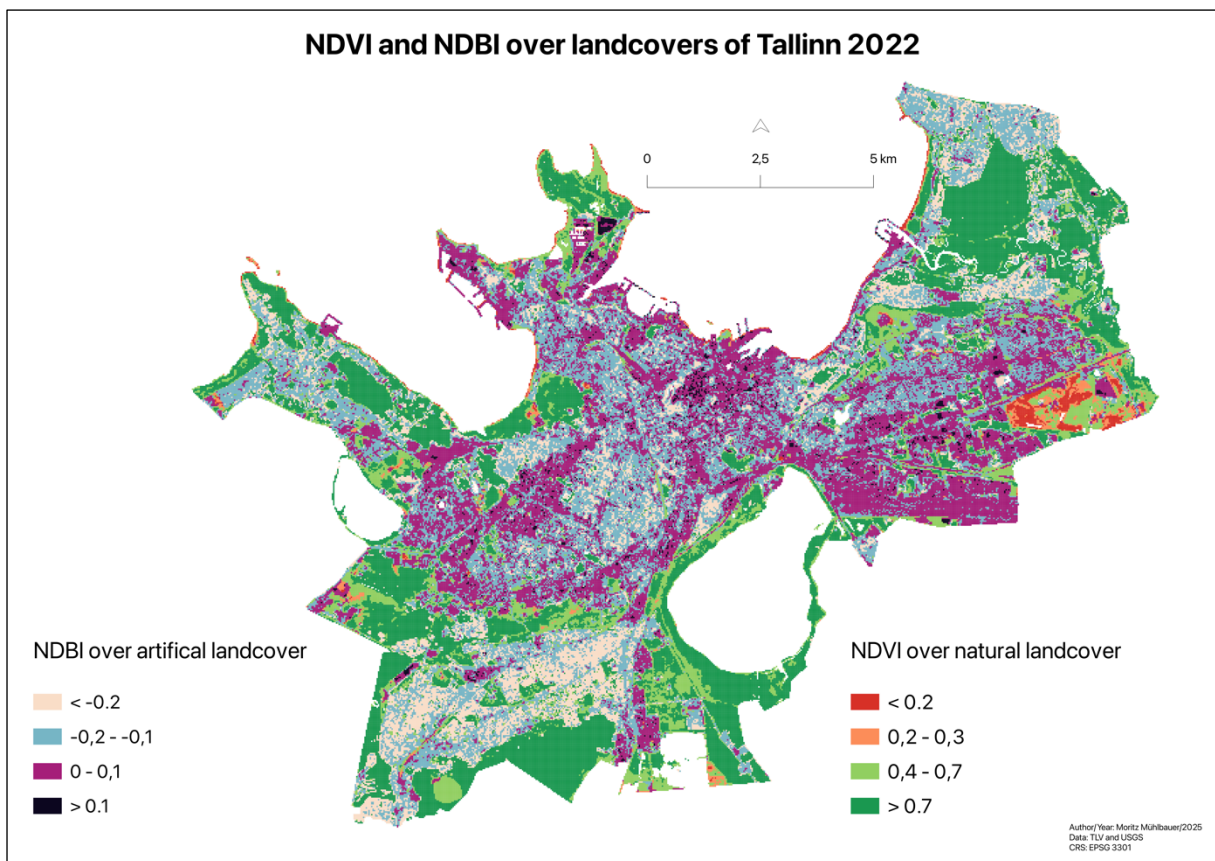 NDVI and NDBI over landcovers of Tallinn 2022
0 2,5 5 km
NDBI over artifical landcover
< -0.2
-0,2 - -0,1
0 - 0,1
> 0.1
NDVI over natural landcover
< 0.2
0,2 - 0,3
0,4 - 0,7
> 0.7
Author/Year: Moritz Mühlbauer/2025
Data: TLV and USGS
CRS: EPSG 3301